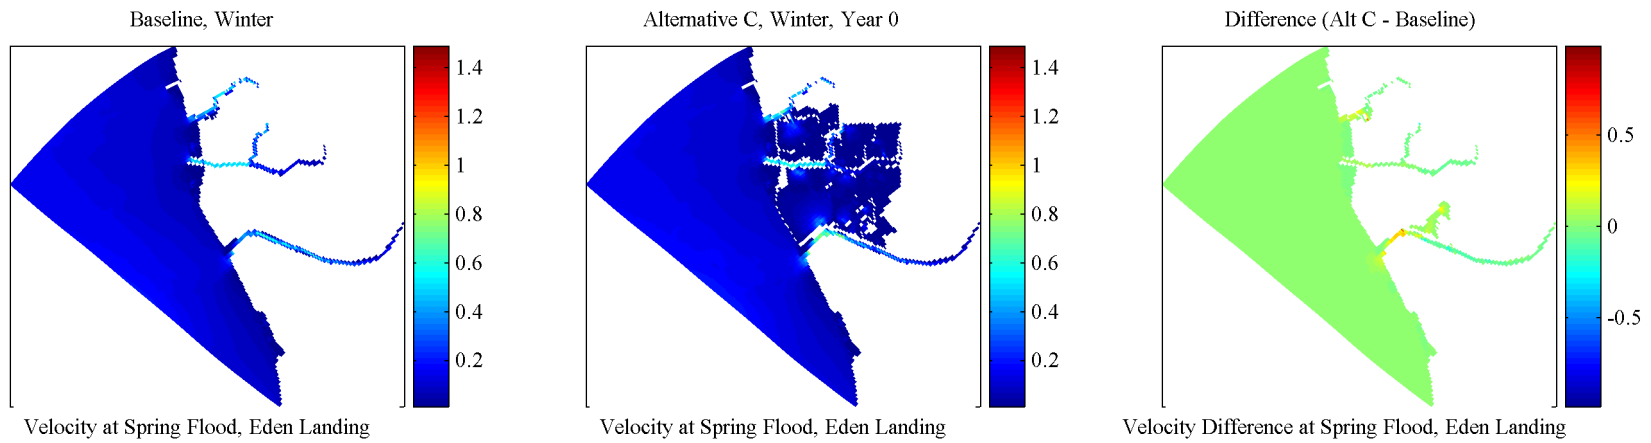 Baseline, Winter
Alternative C, Winter, Year 0
Difference (Alt C - Baseline)
1.4
1.2
1
0.8
0.6
0.4
0.2
1.4
1.2
1
0.8
0.6
0.4
0.2
0.5
0
-0.5
Velocity at Spring Flood, Eden Landing
Velocity at Spring Flood, Eden Landing
Velocity Difference at Spring Flood, Eden Landing